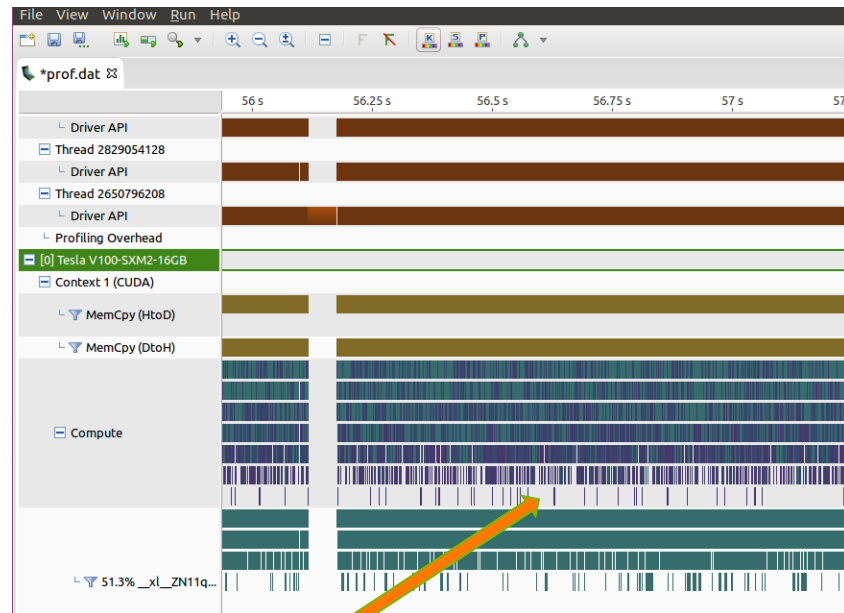 File View Window Run Help
*prof.dat
56 s 56.25 s 56.5 s 56.75 s 57 s 57
Driver API
Thread 2829054128
Driver API
Thread 2650796208
Driver API
Profiling Overhead
[0] Tesla V100-SXM2-16GB
Context 1 (CUDA)
MemCpy (HtoD)
MemCpy (DtoH)
Compute
51.3% __xl__ZN11q...